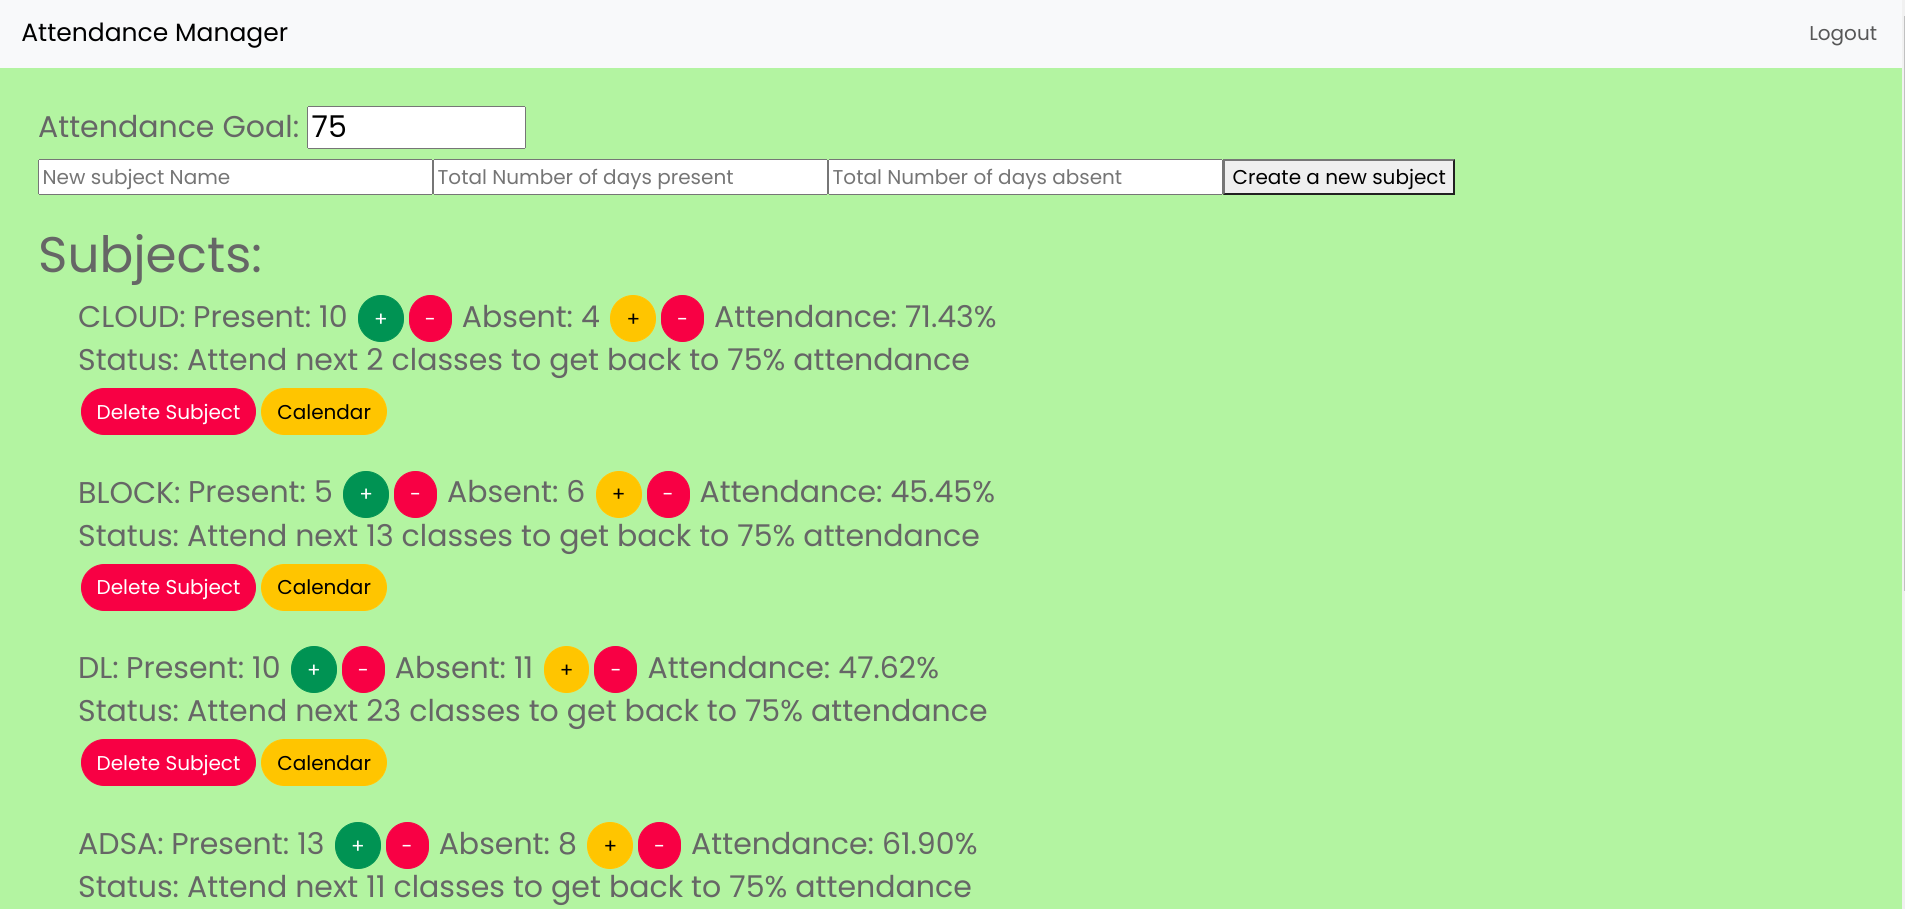 Attendance Manager Logout
Attendance Goal: 75
New subject Name Total Number of days present Total Number of days absent Create a new subject
Subjects:
CLOUD: Present: 10 + - Absent: 4 + - Attendance: 71.43%
Status: Attend next 2 classes to get back to 75% attendance
Delete Subject Calendar
BLOCK: Present: 5 + - Absent: 6 + - Attendance: 45.45%
Status: Attend next 13 classes to get back to 75% attendance
Delete Subject Calendar
DL: Present: 10 + - Absent: 11 + - Attendance: 47.62%
Status: Attend next 23 classes to get back to 75% attendance
Delete Subject Calendar
ADSA: Present: 13 + - Absent: 8 + - Attendance: 61.90%
Status: Attend next 11 classes to get back to 75% attendance